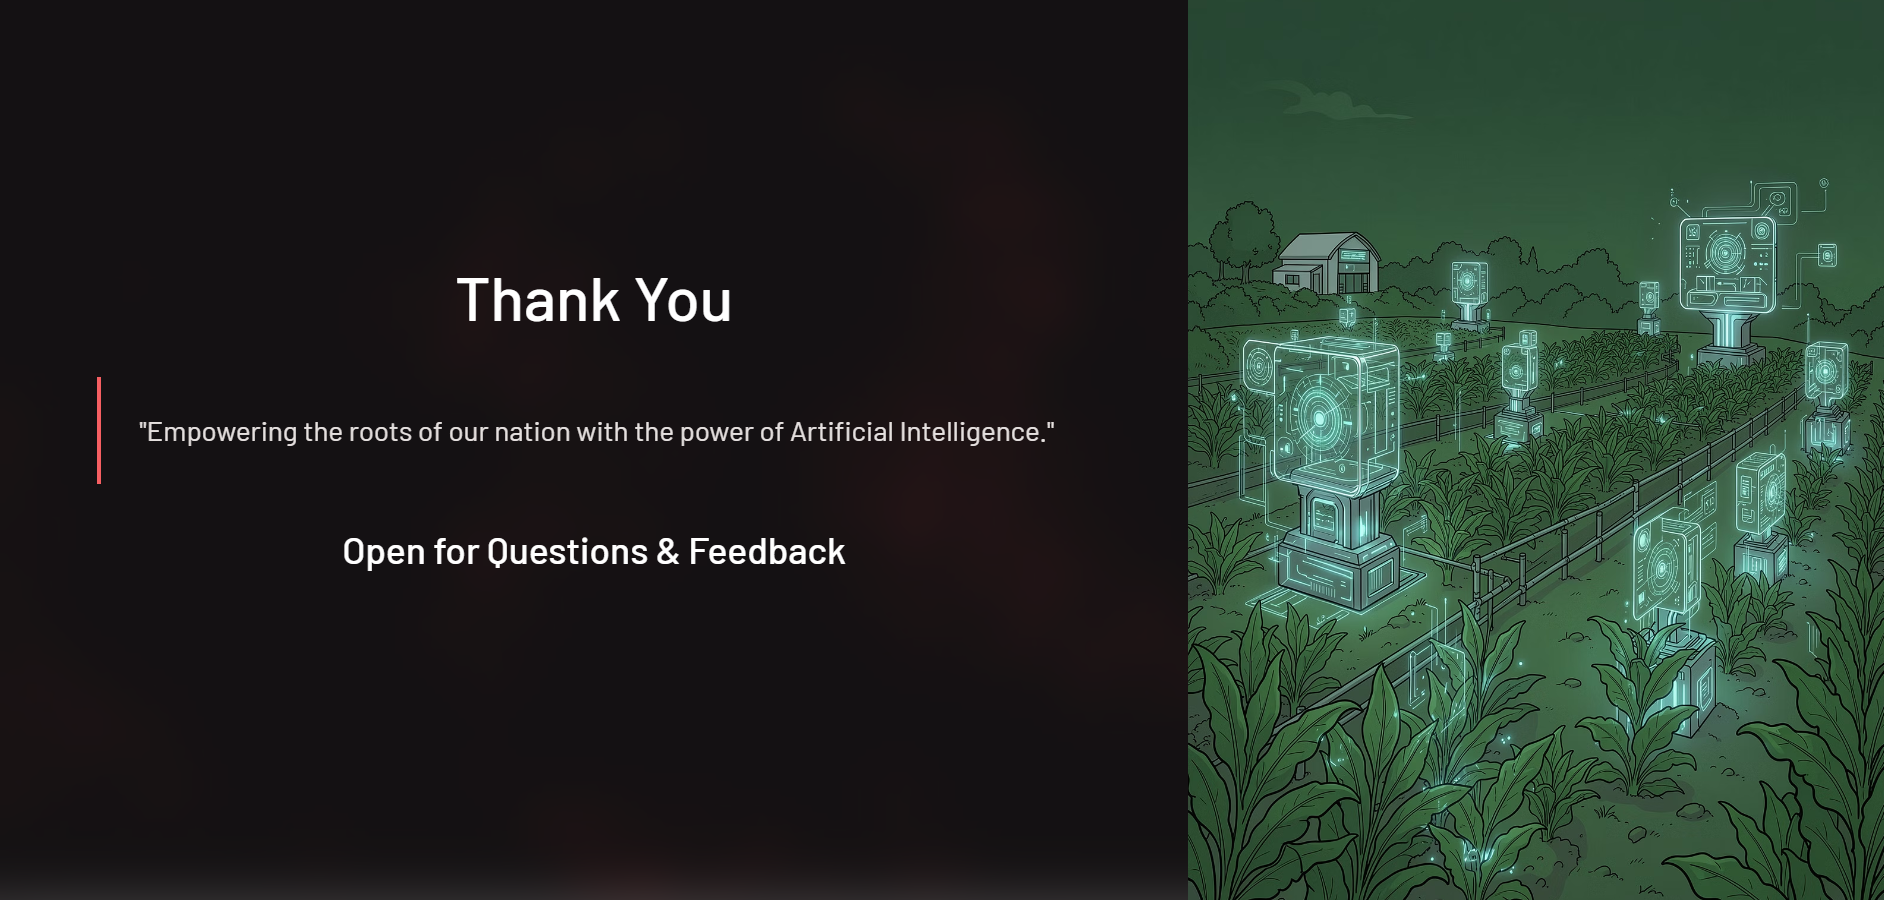 Thank You
"Empowering the roots of our nation with the power of Artificial Intelligence."
Open for Questions & Feedback